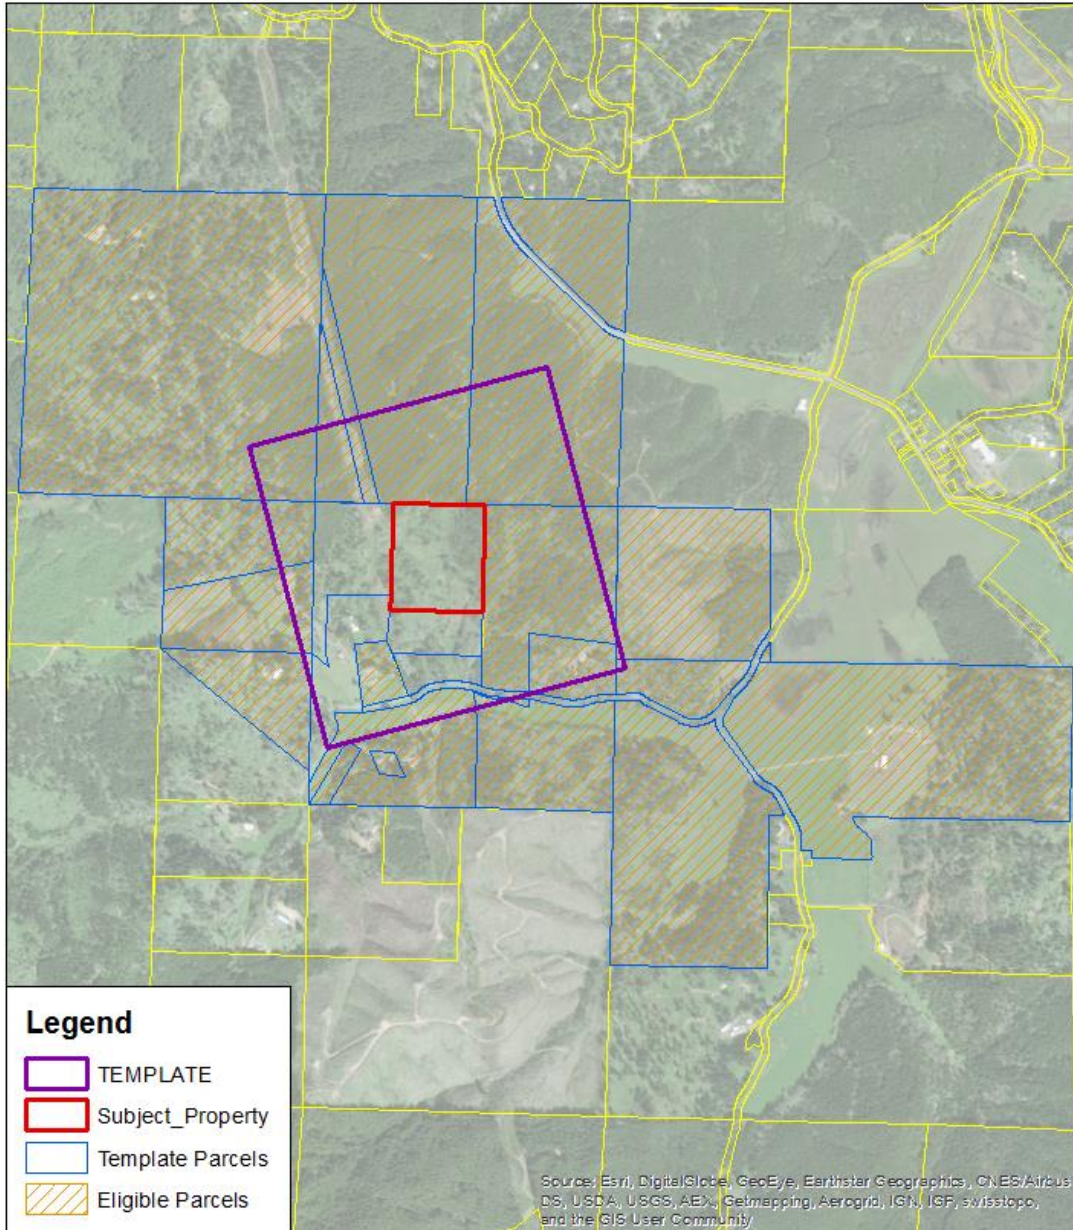 Legend
TEMPLATE
Subject_Property
Template Parcels
Eligible Parcels
Source: Esri, DigitalGlobe, GeoEye, Earthstar Geographics, CNES/Airbus
DS, USDA, USGS, AEX, Getmapping, Aerogrid, IGN, IGP, swisstopo,
and the GIS User Community